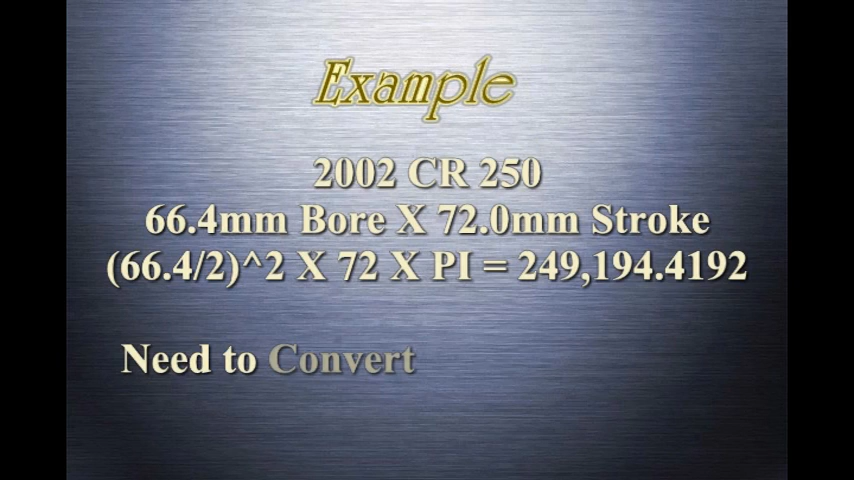 Example
2002 CR 250
66.4mm Bore X 72.0mm Stroke
(66.4/2)^2 X 72 X PI = 249,194.4192
Need to Convert